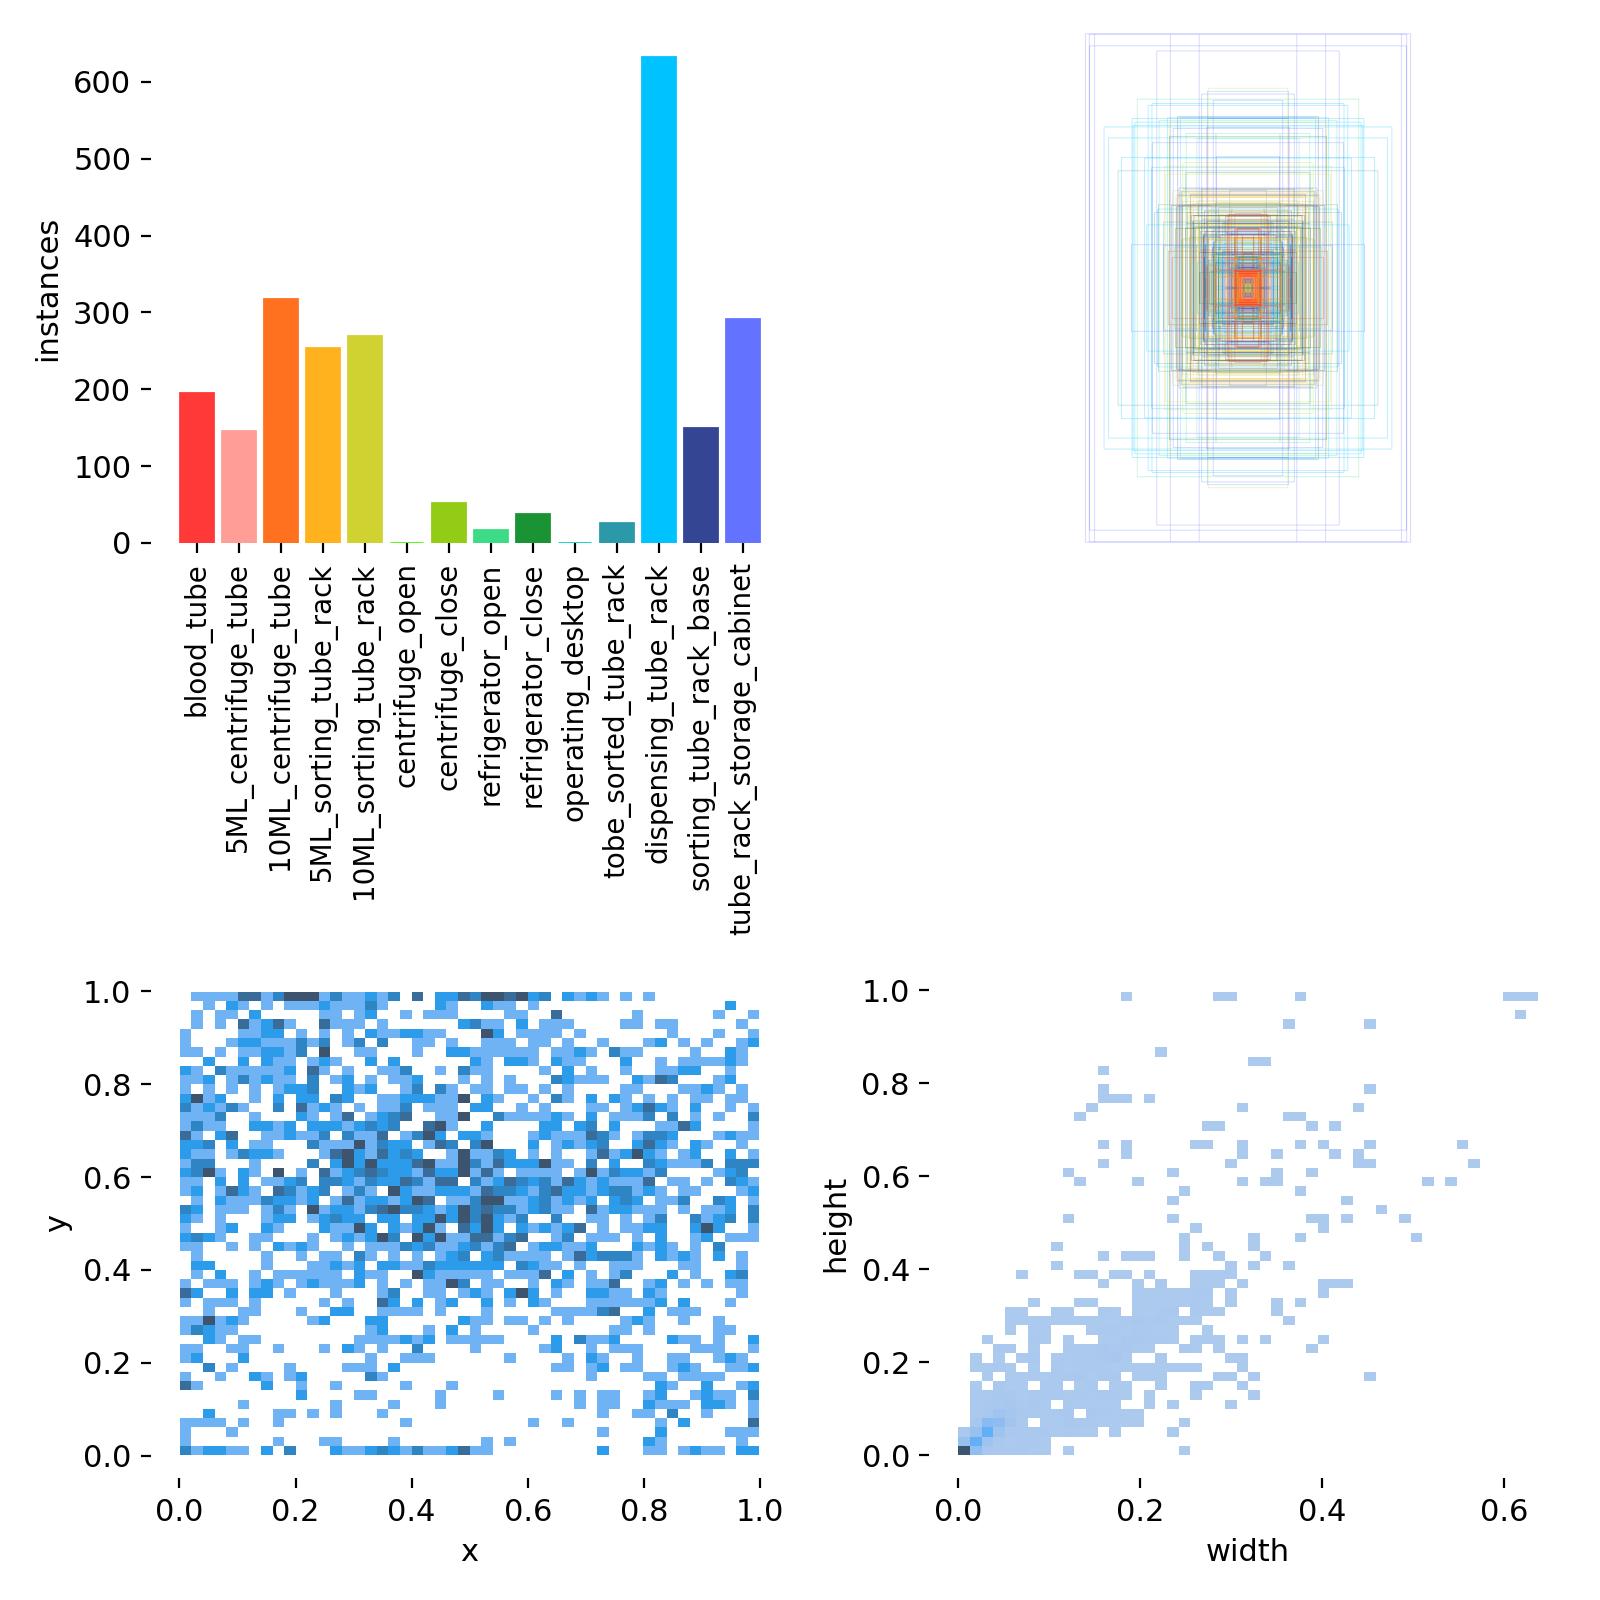 600
500
400
300
200
100
0
instances
blood_tube
5ML_centrifuge_tube
10ML_centrifuge_tube
5ML_sorting_tube_rack
10ML_sorting_tube_rack
centrifuge_open
centrifuge_close
refrigerator_open
refrigerator_close
operating_desktop
tobe_sorted_tube_rack
dispensing_tube_rack
sorting_tube_rack_base
tube_rack_storage_cabinet
1.0
0.8
0.6
0.4
0.2
0.0
y
0.0 0.2 0.4 0.6 0.8 1.0
x
1.0
0.8
0.6
0.4
0.2
0.0
height
0.0 0.2 0.4 0.6
width